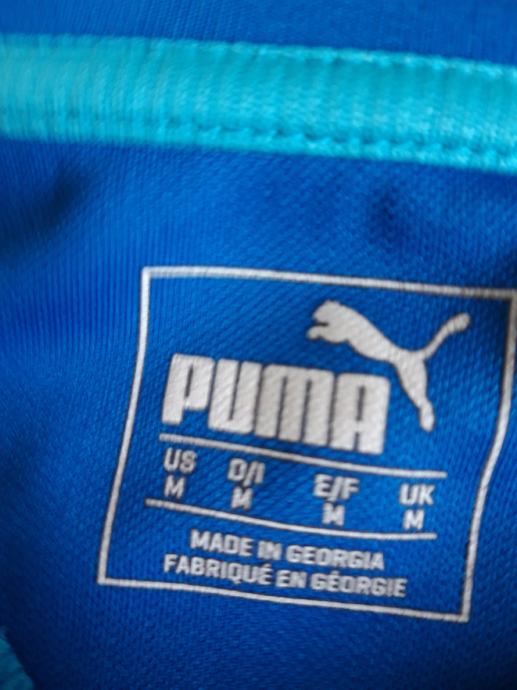 PUMA
US D/I E/F UK
M M M M
MADE IN GEORGIA
FABRIQUÉ EN GÉORGIE